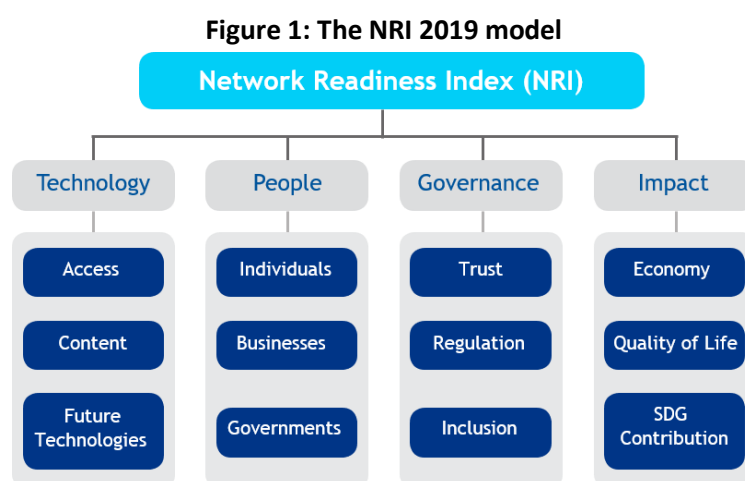 Figure 1: The NRI 2019 model
Network Readiness Index (NRI)
Technology
People
Governance
Impact
Access
Individuals
Trust
Economy
Content
Businesses
Regulation
Quality of Life
Future
Technologies
Governments
Inclusion
SDG
Contribution